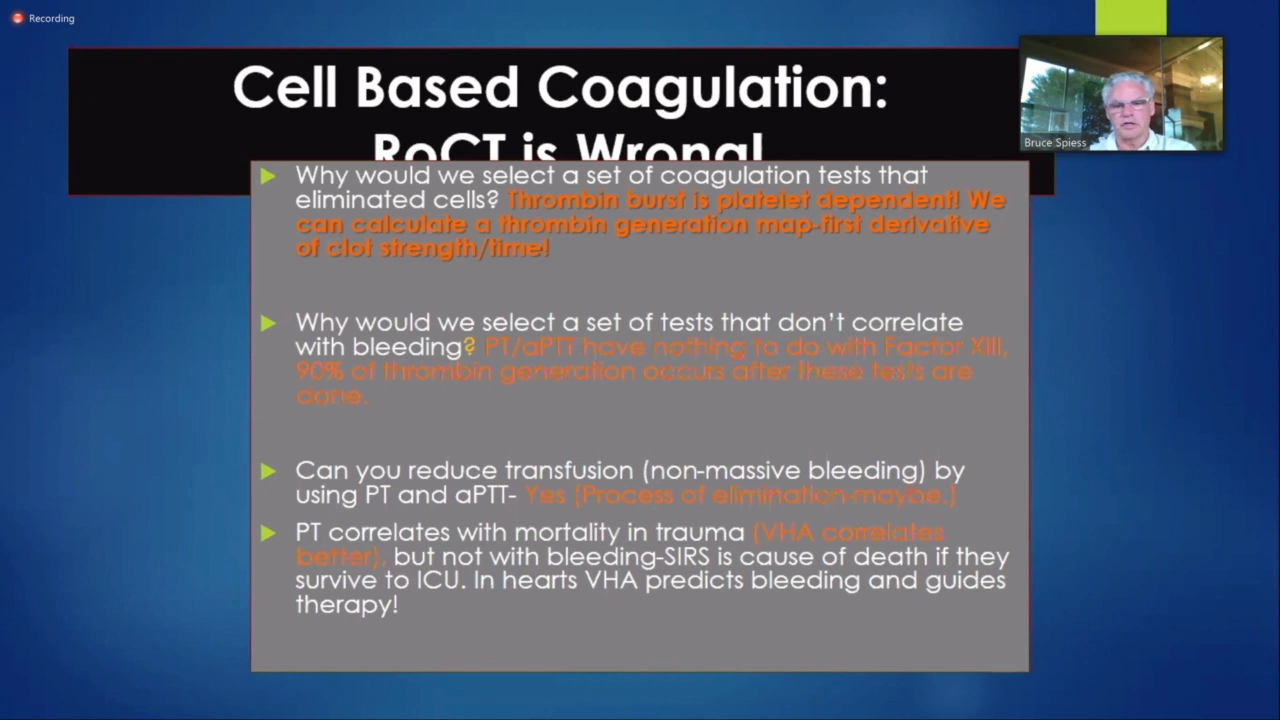 Recording
Cell Based Coagulation:
RoCT is Wrong!
Bruce Spiess
Why would we select a set of coagulation tests that
eliminated cells? Thrombin burst is platelet dependent! We
can calculate a thrombin generation map-first derivative
of clot strength/time!
Why would we select a set of tests that don't correlate
with bleeding? PT/aPTT have nothing to do with Factor XIII,
90% of thrombin generation occurs after these tests are
done.
Can you reduce transfusion (non-massive bleeding) by
using PT and aPTT- Yes (Process of elimination-maybe.)
PT correlates with mortality in trauma (VHA correlates
better), but not with bleeding-SIRS is cause of death if they
survive to ICU. In hearts VHA predicts bleeding and guides
therapy!